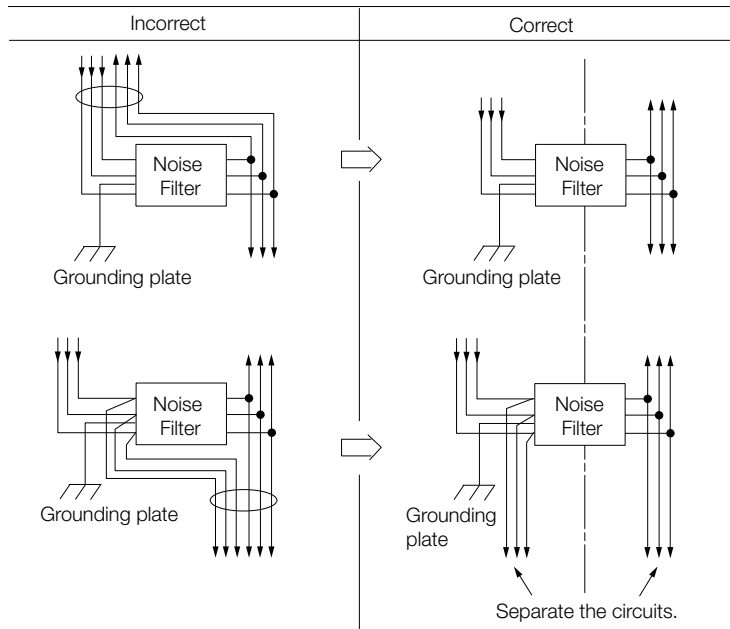 Incorrect
Correct
Noise
Filter
Grounding plate
Noise
Filter
Grounding plate
Noise
Filter
Grounding plate
Noise
Filter
Grounding
plate
Separate the circuits.